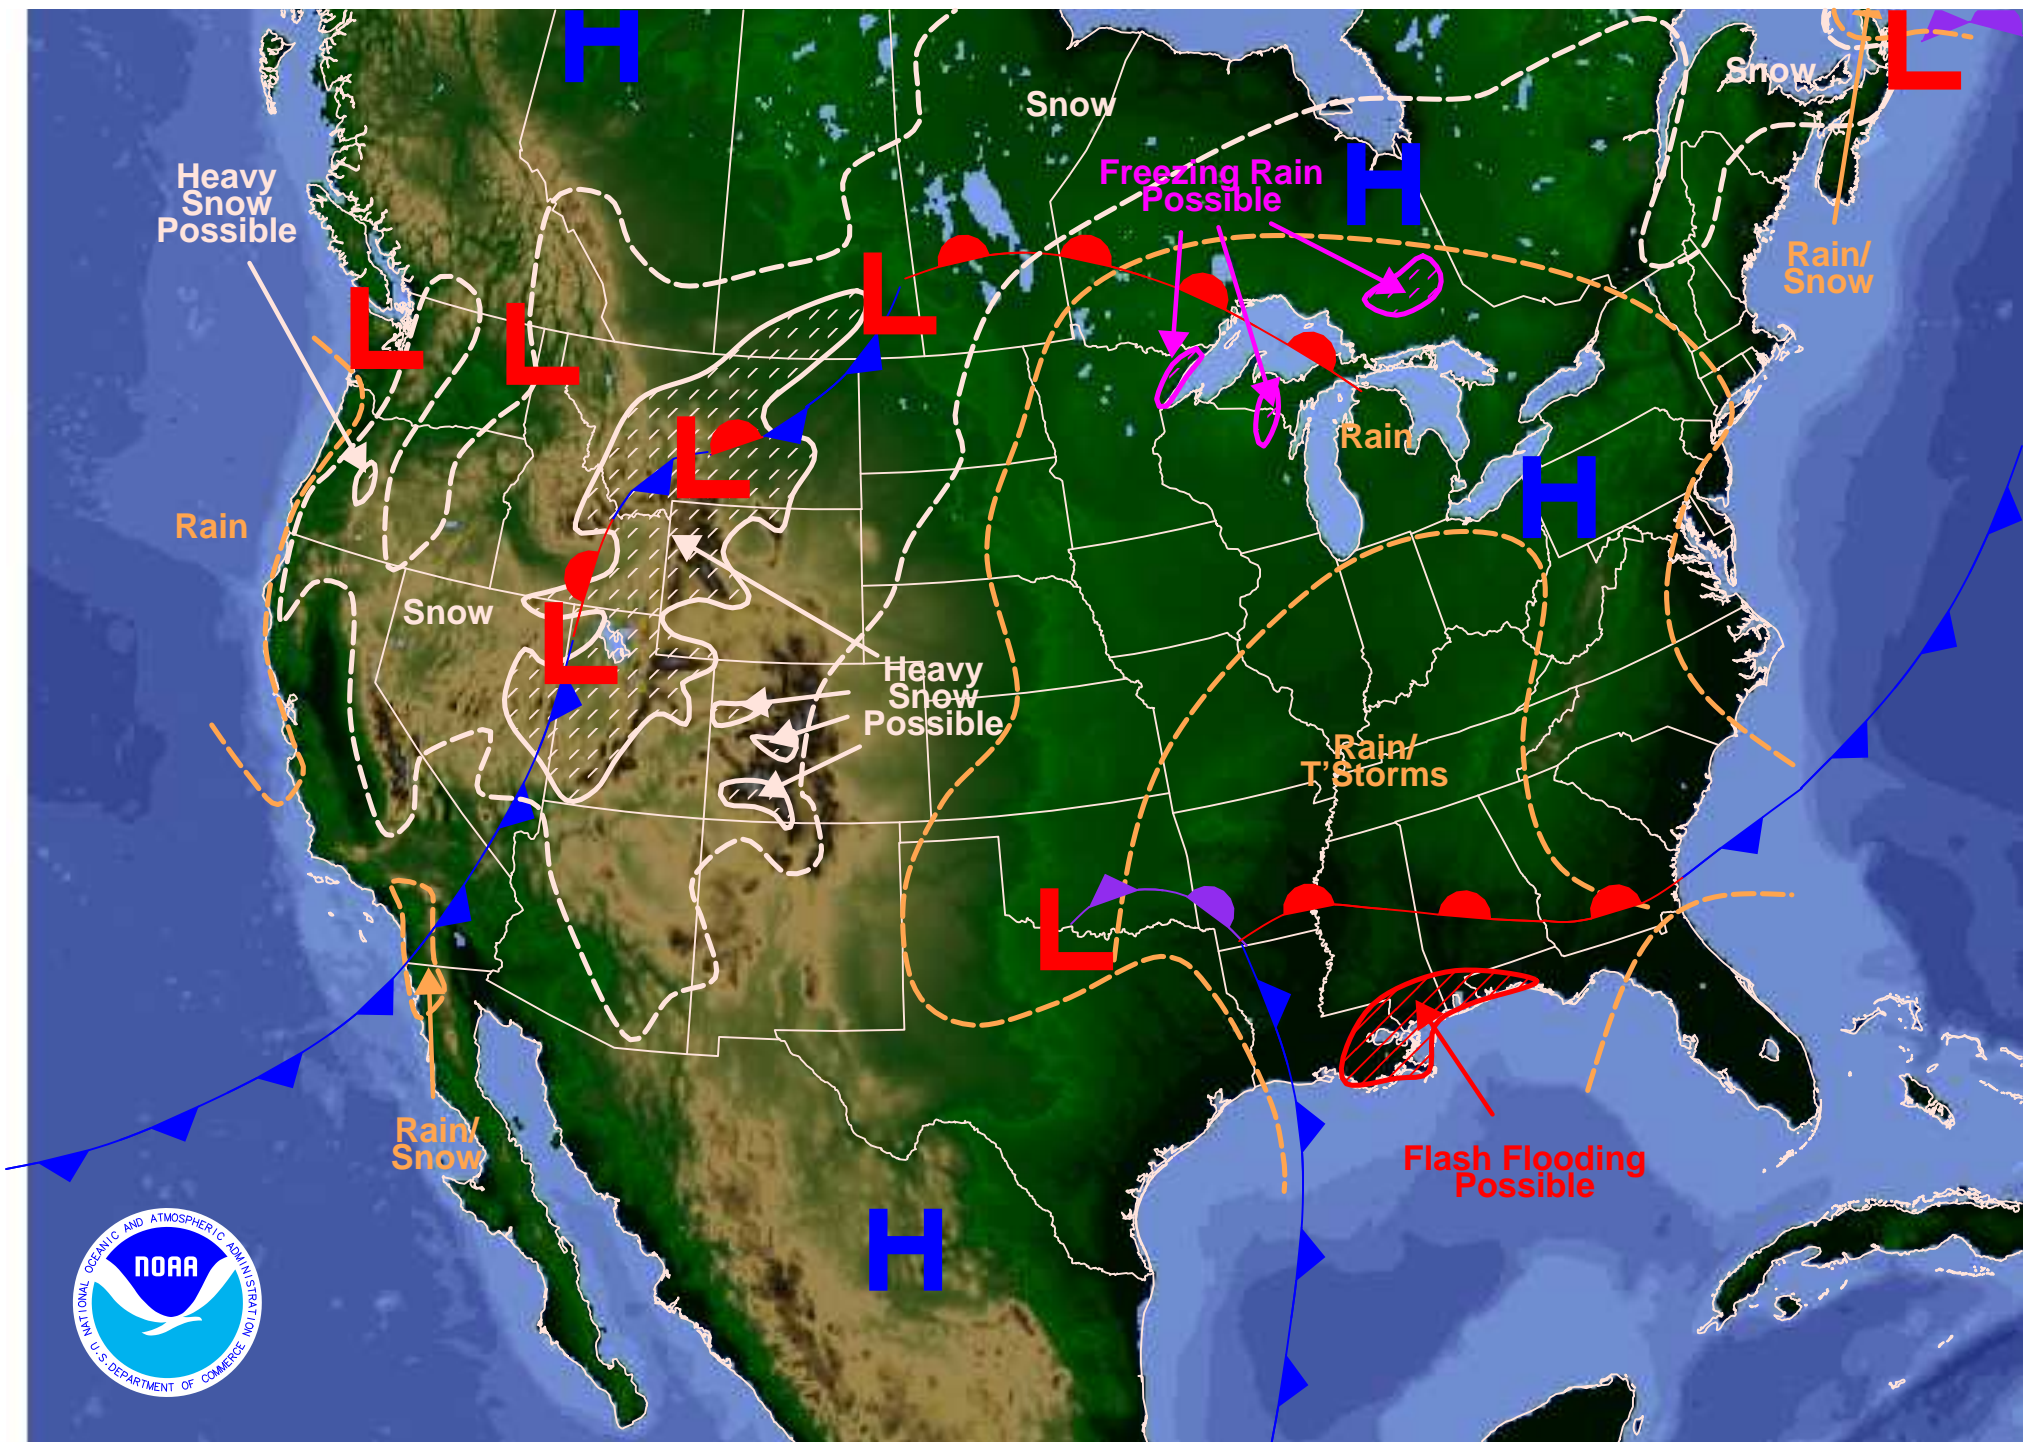 H
L
Snow
Snow
Heavy
Snow
Possible
Freezing Rain
Possible
H
Rain/
Snow
L
L
L
L
Rain
H
Rain
Snow
L
Heavy
Snow
Possible
Rain/
T'Storms
L
Rain/
Snow
Flash Flooding
Possible
H
NATIONAL OCEANIC AND ATMOSPHERIC ADMINISTRATION
NOAA
U.S. DEPARTMENT OF COMMERCE